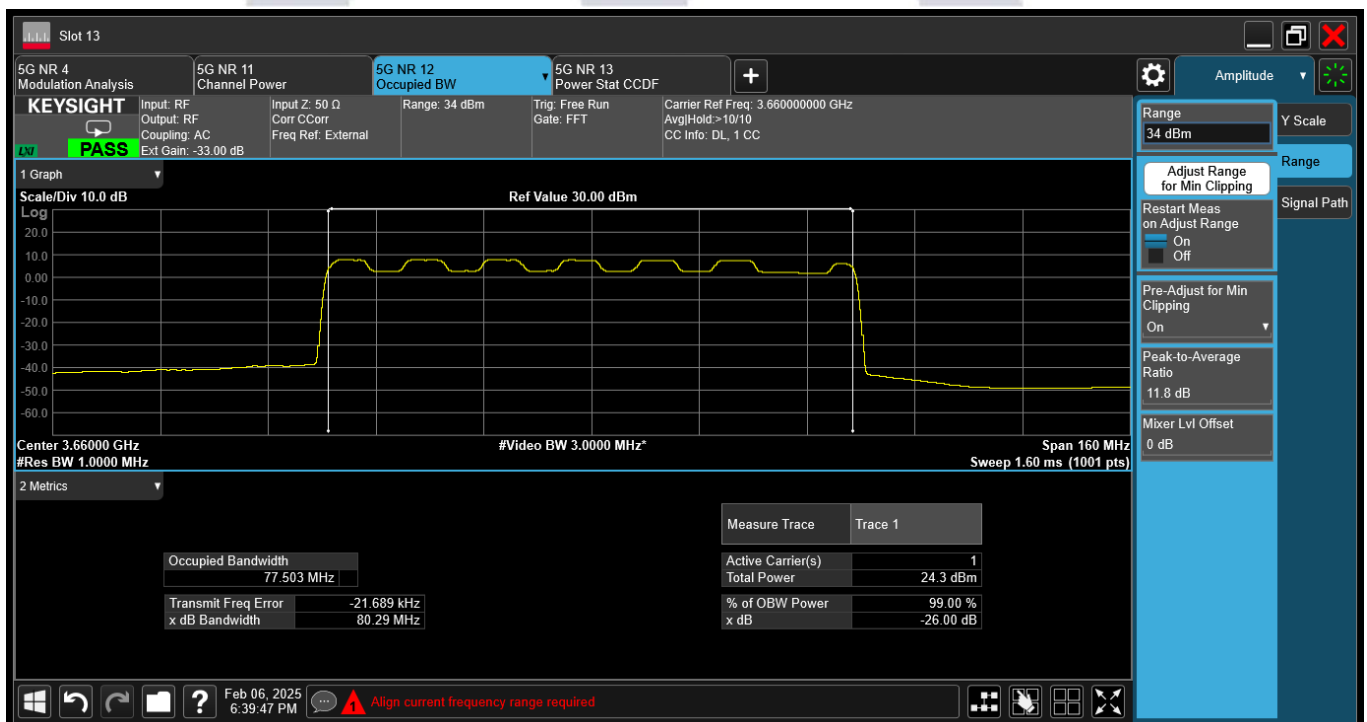 Slot 13
5G NR 4
Modulation Analysis
5G NR 11
Channel Power
5G NR 12
Occupied BW
5G NR 13
Power Stat CCDF
Amplitude
KEYSIGHT
LXI
PASS
Input: RF
Output: RF
Coupling: AC
Ext Gain: -33.00 dB
Input Z: 50 Ω
Corr CCorr
Freq Ref: External
Range: 34 dBm
Trig: Free Run
Gate: FFT
Carrier Ref Freq: 3.660000000 GHz
Avg|Hold:>10/10
CC Info: DL, 1 CC
1 Graph
Scale/Div 10.0 dB
Ref Value 30.00 dBm
Log
20.0
10.0
0.00
-10.0
-20.0
-30.0
-40.0
-50.0
-60.0
Center 3.66000 GHz
#Video BW 3.0000 MHz*
Span 160 MHz
#Res BW 1.0000 MHz
Sweep 1.60 ms (1001 pts)
2 Metrics
Measure Trace Trace 1
Occupied Bandwidth
77.503 MHz
Transmit Freq Error -21.689 kHz
x dB Bandwidth 80.29 MHz
Active Carrier(s) 1
Total Power 24.3 dBm
% of OBW Power 99.00 %
x dB -26.00 dB
Range
34 dBm
Adjust Range
for Min Clipping
Restart Meas
on Adjust Range
On
Off
Pre-Adjust for Min
Clipping
On
Peak-to-Average
Ratio
11.8 dB
Mixer Lvl Offset
0 dB
Y Scale
Range
Signal Path
?
Feb 06, 2025
6:39:47 PM
1
Align current frequency range required